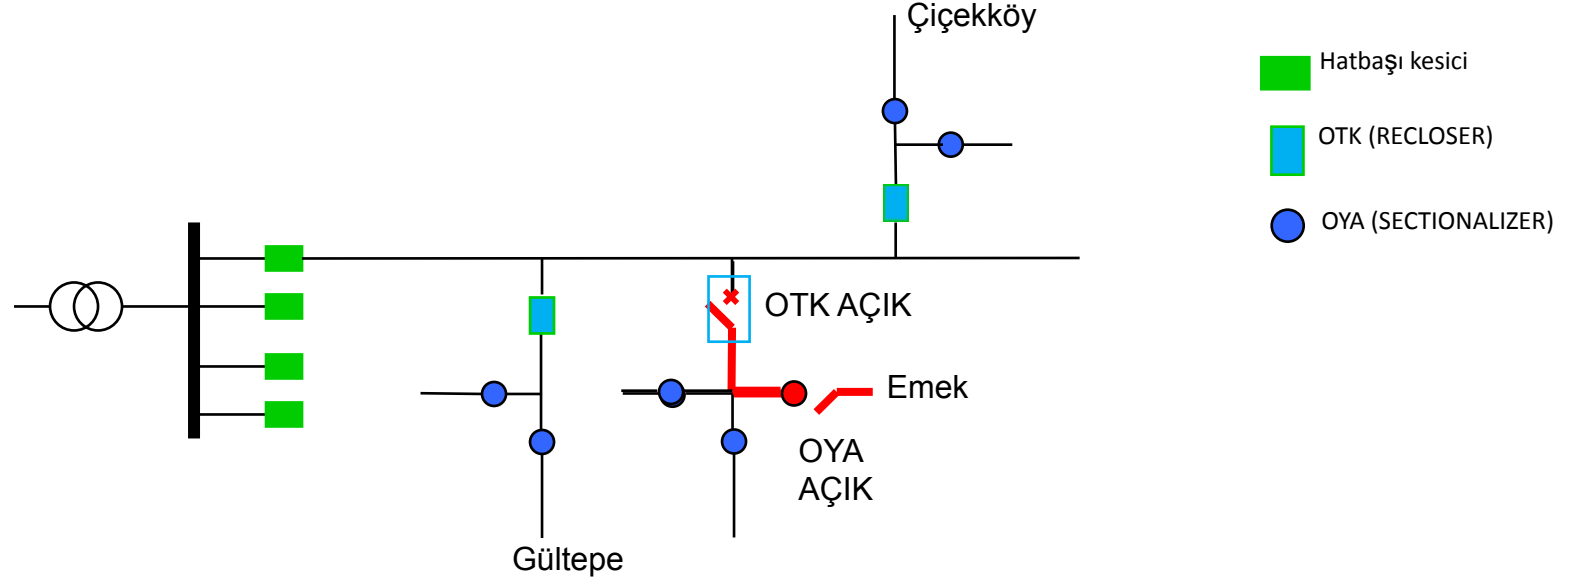 Çiçekköy
Hatbaşı kesici
OTK (RECLOSER)
OYA (SECTIONALIZER)
OTK AÇIK
Emek
OYA
AÇIK
Gültepe